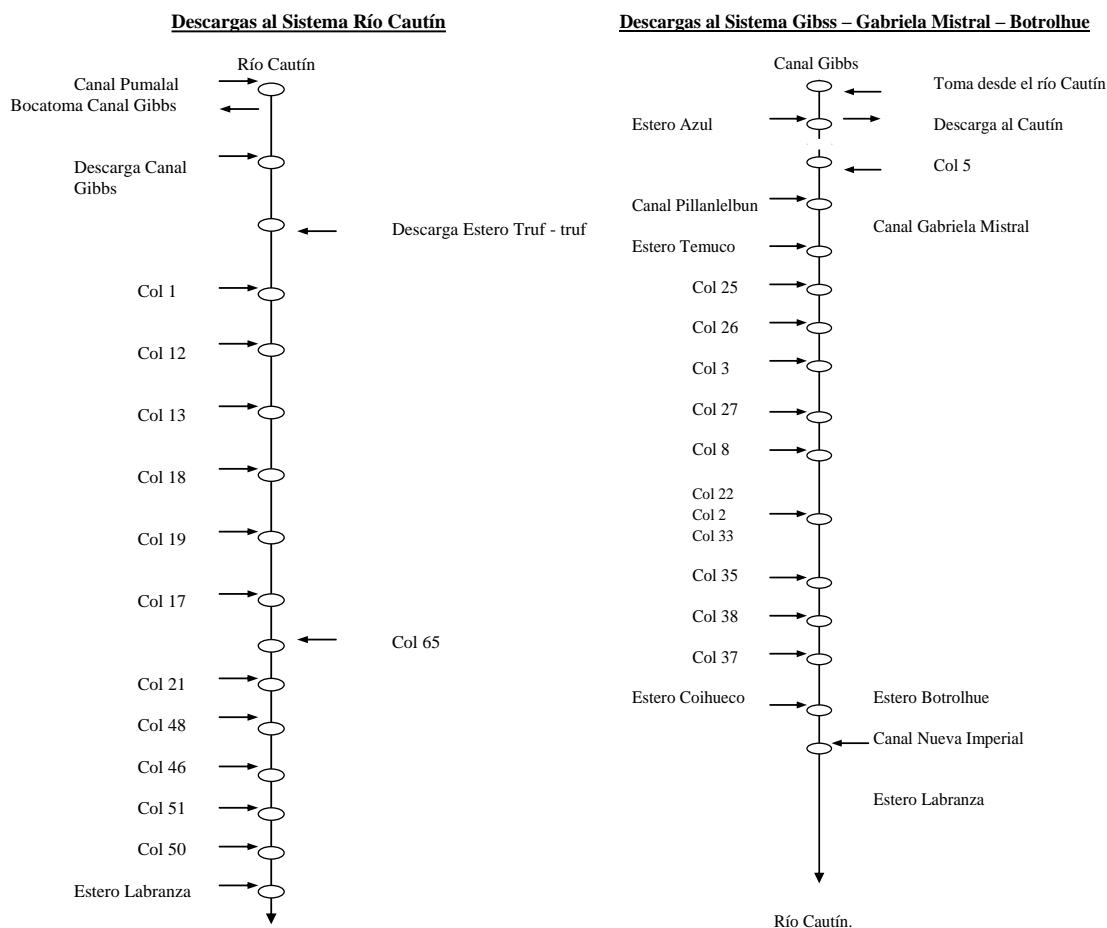 Descargas al Sistema Río Cautín
Río Cautín
Canal Pumalal
Bocatoma Canal Gibbs
Descarga Canal
Gibbs
Descarga Estero Truf - truf
Col 1
Col 12
Col 13
Col 18
Col 19
Col 17
Col 65
Col 21
Col 48
Col 46
Col 51
Col 50
Estero Labranza
Descargas al Sistema Gibss – Gabriela Mistral – Botrolhue
Canal Gibbs
Toma desde el río Cautín
Estero Azul
Descarga al Cautín
Col 5
Canal Pillanlelbun
Canal Gabriela Mistral
Estero Temuco
Col 25
Col 26
Col 3
Col 27
Col 8
Col 22
Col 2
Col 33
Col 35
Col 38
Col 37
Estero Coihueco
Estero Botrolhue
Canal Nueva Imperial
Estero Labranza
Río Cautín.